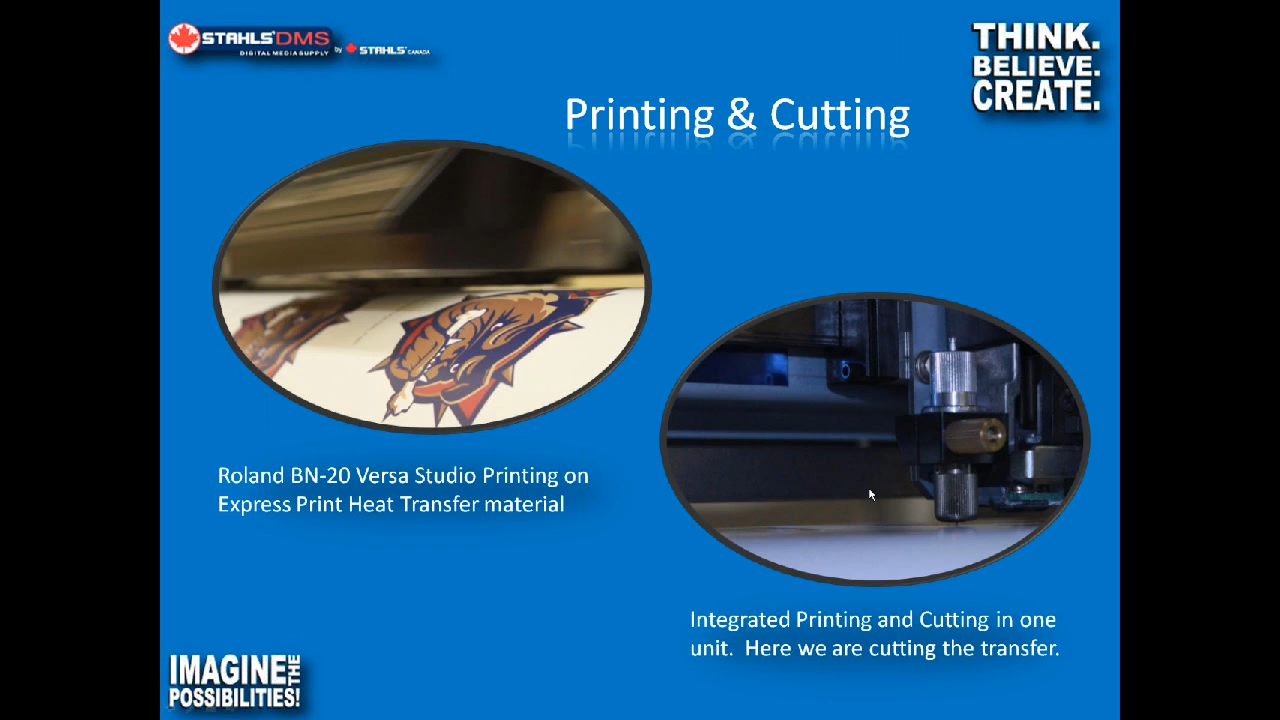 STAHLS' DMS
DIGITAL MEDIA SUPPLY by STAHLS' CANADA
THINK.
BELIEVE.
CREATE.
Printing & Cutting
Roland BN-20 Versa Studio Printing on
Express Print Heat Transfer material
Integrated Printing and Cutting in one
unit.  Here we are cutting the transfer.
IMAGINE THE
POSSIBILITIES!